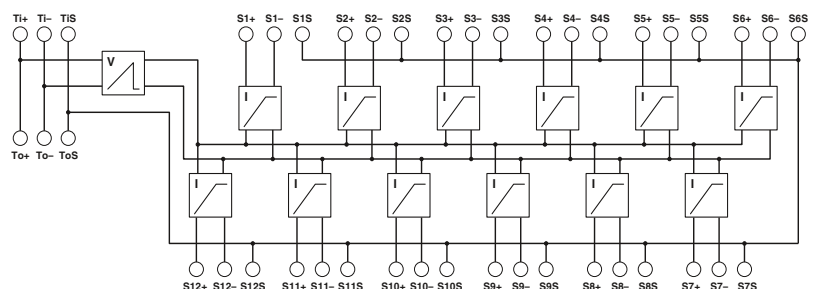 Ti+ Ti– TiS S1+ S1– S1S S2+ S2– S2S S3+ S3– S3S S4+ S4– S4S S5+ S5– S5S S6+ S6– S6S
V
I I I I I I
To+ To– ToS
I I I I I I
S12+ S12– S12S S11+ S11– S11S S10+ S10– S10S S9+ S9– S9S S8+ S8– S8S S7+ S7– S7S